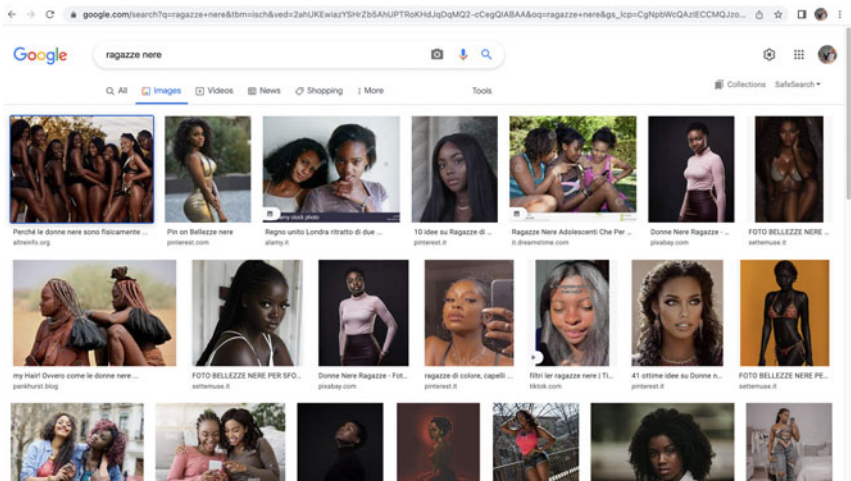 google.com/search?q=ragazze+nere&tbm=isch&ved=2ahUKEwiazYSHrZb5AhUPTRoKHdJqDqMQ2-cCegQIABAA&oq=ragazze+nere&gs_lcp=CgNpbWcQAzIECCMQJzo...
Google
ragazze nere
All Images Videos News Shopping More Tools
Collections SafeSearch
alamy stock photo
Perché le donne nere sono fisicamente ...
altreinfo.org
Pin on Bellezze nere
pinterest.com
Regno unito Londra ritratto di due ...
alamy.it
10 idee su Ragazze di ...
pinterest.it
Ragazze Nere Adolescenti Che Per ...
it.dreamstime.com
Donne Nere Ragazze - ...
pixabay.com
FOTO BELLEZZE NERE ...
settemuse.it
my Hair! Ovvero come le donne nere ...
pankhurst.blog
FOTO BELLEZZE NERE PER SFO...
settemuse.it
Donne Nere Ragazze - Fot...
pixabay.com
ragazze di colore, capelli ...
pinterest.it
filtri ler ragazze nere | Ti...
tiktok.com
41 ottime idee su Donne n...
pinterest.it
FOTO BELLEZZE NERE PE...
settemuse.it